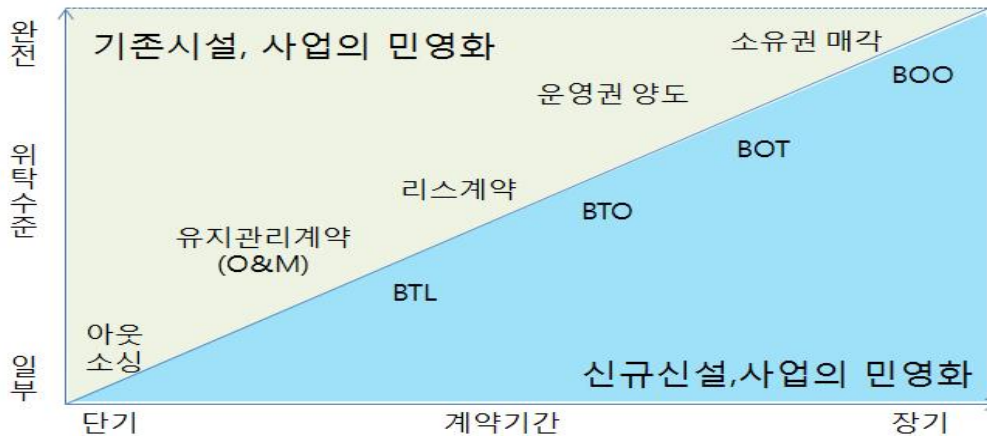 완전
기존시설, 사업의 민영화
소유권 매각
BOO
운영권 양도
BOT
위탁수준
리스계약
BTO
유지관리계약
(O&M)
BTL
아웃
소싱
일부
신규신설,사업의 민영화
단기
계약기간
장기